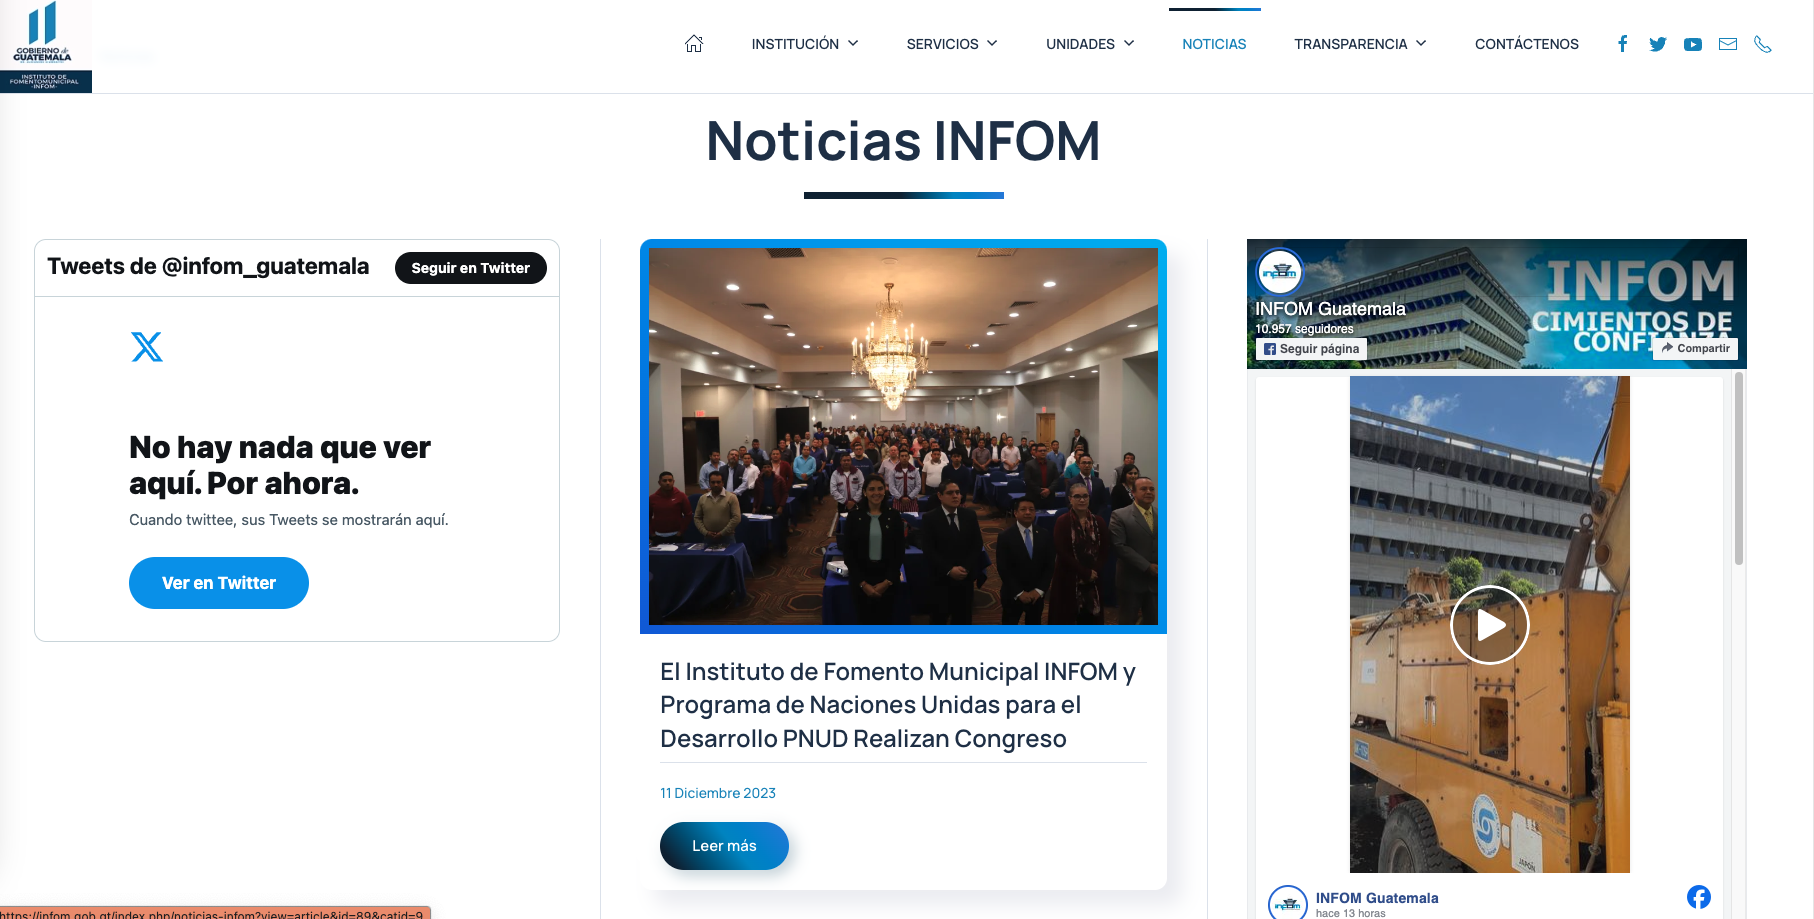 GOBIERNO de
GUATEMALA
INSTITUTO DE
FOMENTO MUNICIPAL
-INFOM-
INSTITUCIÓN
SERVICIOS
UNIDADES
NOTICIAS
TRANSPARENCIA
CONTÁCTENOS
Noticias INFOM
Tweets de @infom_guatemala
Seguir en Twitter
No hay nada que ver
aquí. Por ahora.
Cuando twittee, sus Tweets se mostrarán aquí.
Ver en Twitter
El Instituto de Fomento Municipal INFOM y
Programa de Naciones Unidas para el
Desarrollo PNUD Realizan Congreso
11 Diciembre 2023
Leer más
infom
INFOM
CIMIENTOS DE
INFOM Guatemala
10.957 seguidores
Seguir página
Compartir
JAPÓN
infom
INFOM Guatemala
hace 13 horas
https://infom.gob.gt/index.php/noticias-infom?view=article&id=89&catid=9